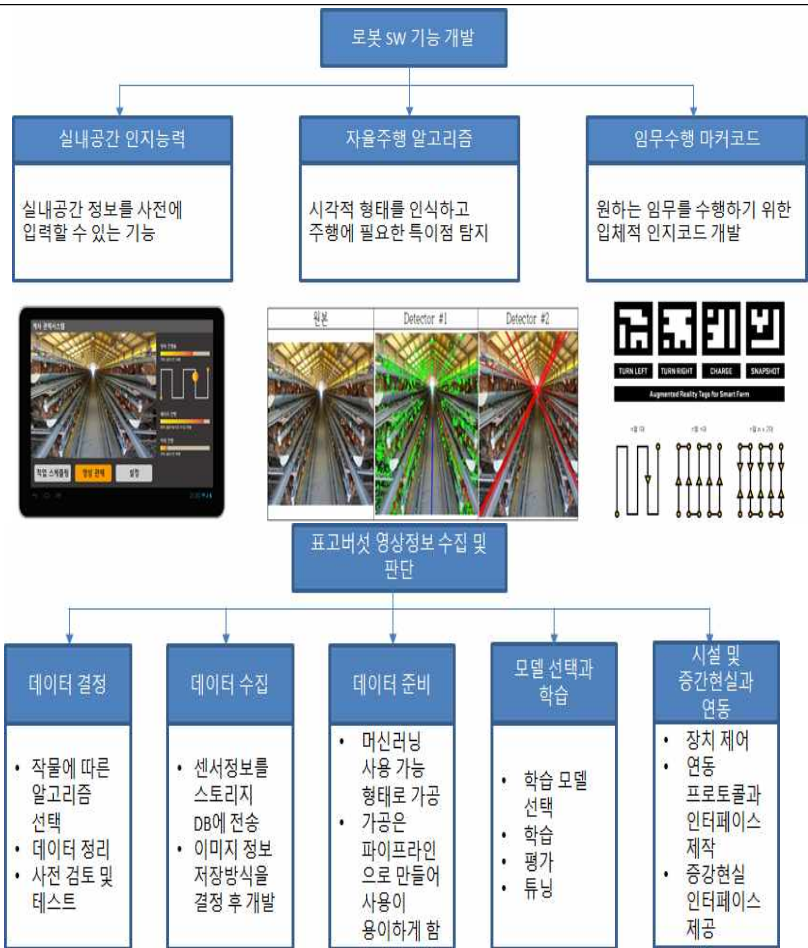 로봇 sw 기능 개발
실내공간 인지능력
자율주행 알고리즘
임무수행 마커코드
실내공간 정보를 사전에
입력할 수 있는 기능
시각적 형태를 인식하고
주행에 필요한 특이점 탐지
원하는 임무를 수행하기 위한
입체적 인지코드 개발
작업 스케줄링
영상 관제
설정
원본
Detector #1
Detector #2
TURN LEFT
TURN RIGHT
CHARGE
SNAPSHOT
Augmented Reality Tags for Smart Farm
표고버섯 영상정보 수집 및
판단
데이터 결정
• 작물에 따른
알고리즘
선택
• 데이터 정리
• 사전 검토 및
테스트
데이터 수집
• 센서정보를
스토리지
DB에 전송
• 이미지 정보
저장방식을
결정 후 개발
데이터 준비
• 머신러닝
사용 가능
형태로 가공
• 가공은
파이프라인
으로 만들어
사용이
용이하게 함
모델 선택과
학습
• 학습 모델
선택
• 학습
• 평가
• 튜닝
시설 및
증간현실과
연동
• 장치 제어
• 연동
프로토콜과
인터페이스
제작
• 증강현실
인터페이스
제공